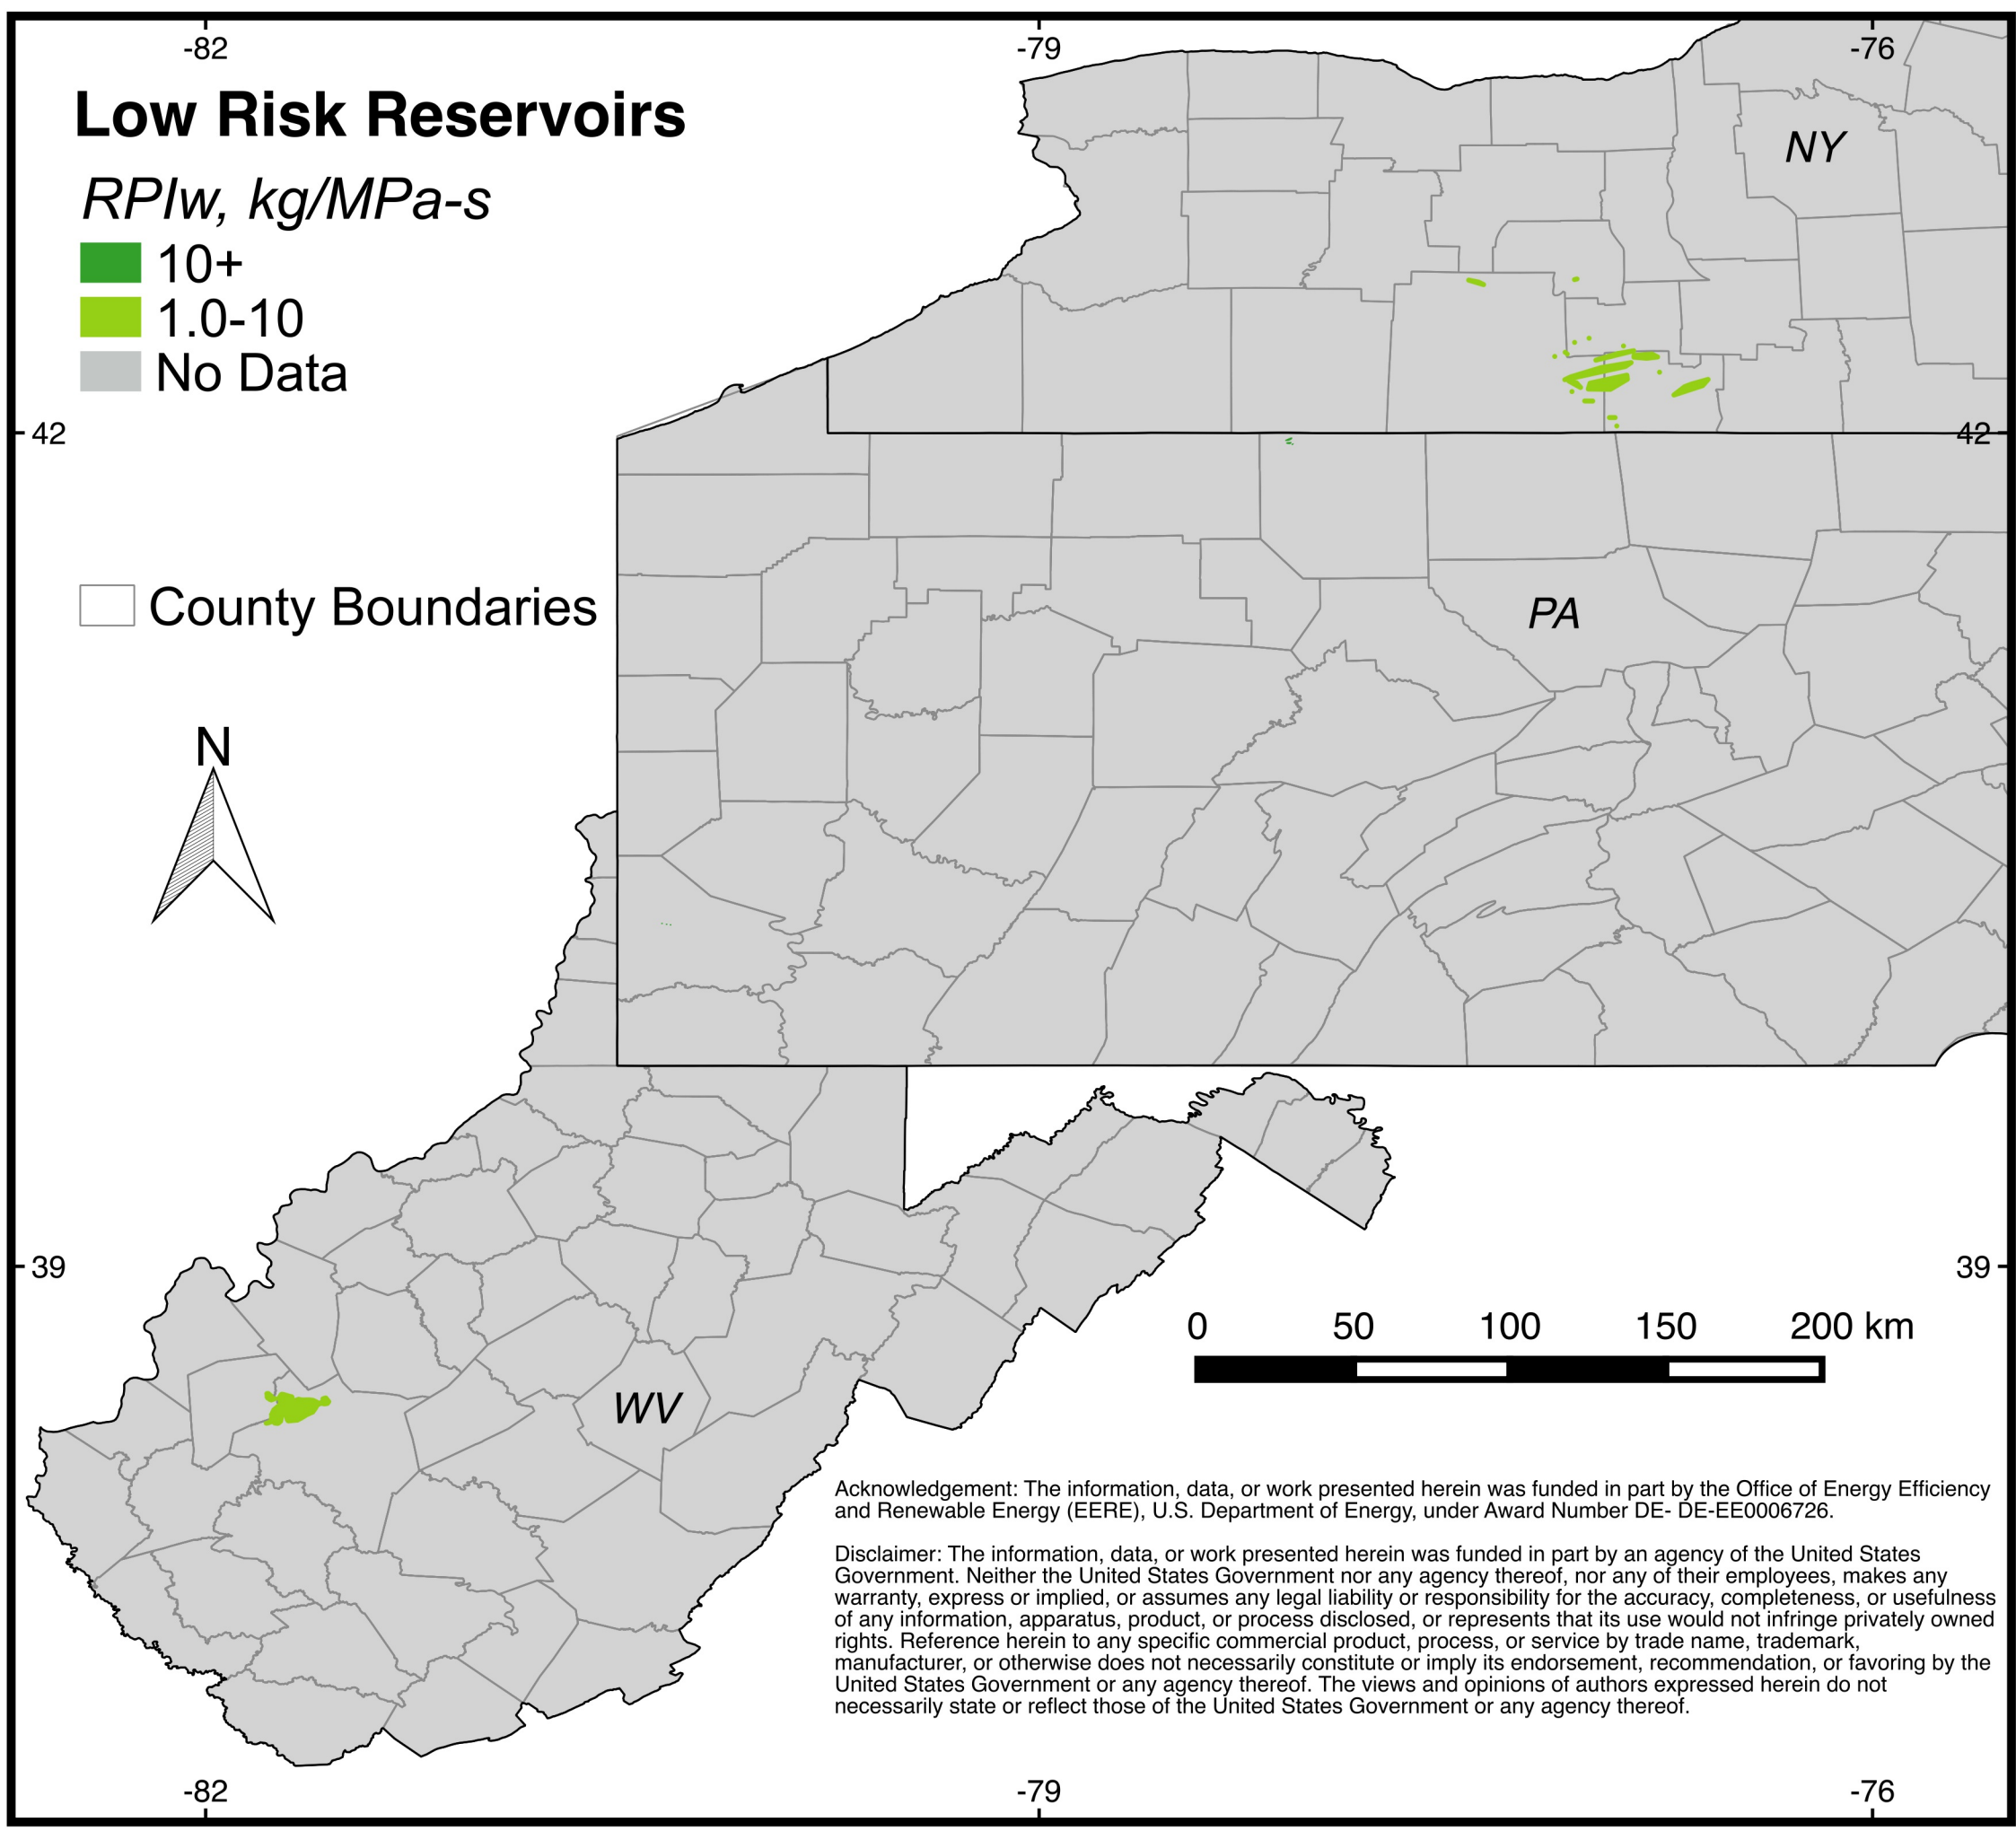 -82
-79
-76
Low Risk Reservoirs
RPIw, kg/MPa-s
10+
1.0-10
No Data
NY
42
42
County Boundaries
PA
N
39
39
0 50 100 150 200 km
WV
Acknowledgement: The information, data, or work presented herein was funded in part by the Office of Energy Efficiency
and Renewable Energy (EERE), U.S. Department of Energy, under Award Number DE- DE-EE0006726.
Disclaimer: The information, data, or work presented herein was funded in part by an agency of the United States
Government. Neither the United States Government nor any agency thereof, nor any of their employees, makes any
warranty, express or implied, or assumes any legal liability or responsibility for the accuracy, completeness, or usefulness
of any information, apparatus, product, or process disclosed, or represents that its use would not infringe privately owned
rights. Reference herein to any specific commercial product, process, or service by trade name, trademark,
manufacturer, or otherwise does not necessarily constitute or imply its endorsement, recommendation, or favoring by the
United States Government or any agency thereof. The views and opinions of authors expressed herein do not
necessarily state or reflect those of the United States Government or any agency thereof.
-82
-79
-76